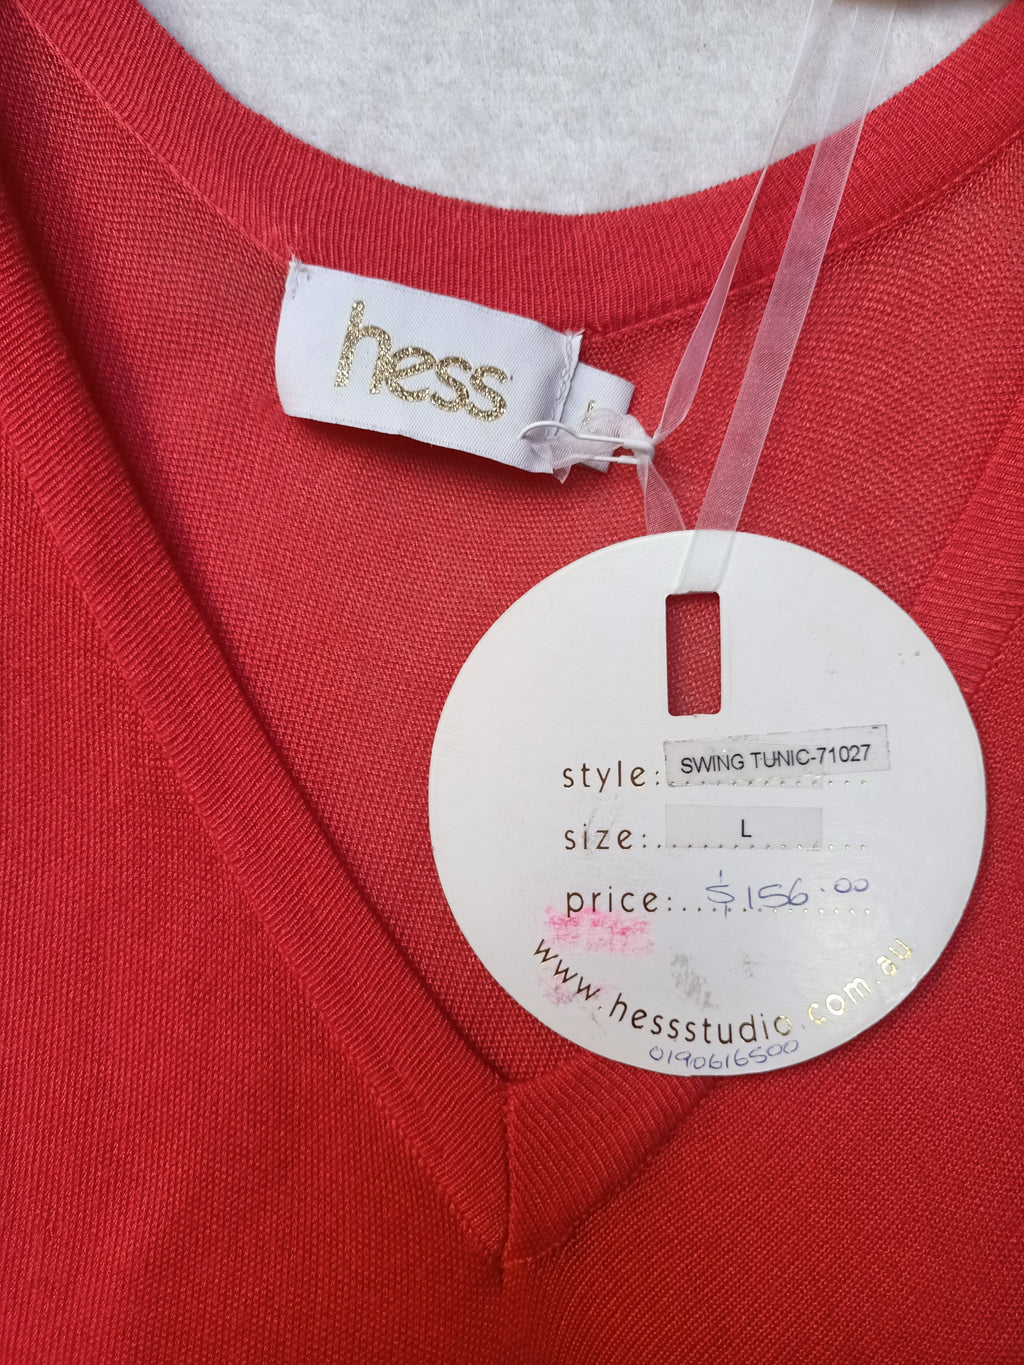 hess
style: SWING TUNIC-71027
size: L
price: $156.00
www.hessstudio.com.au
0190616500